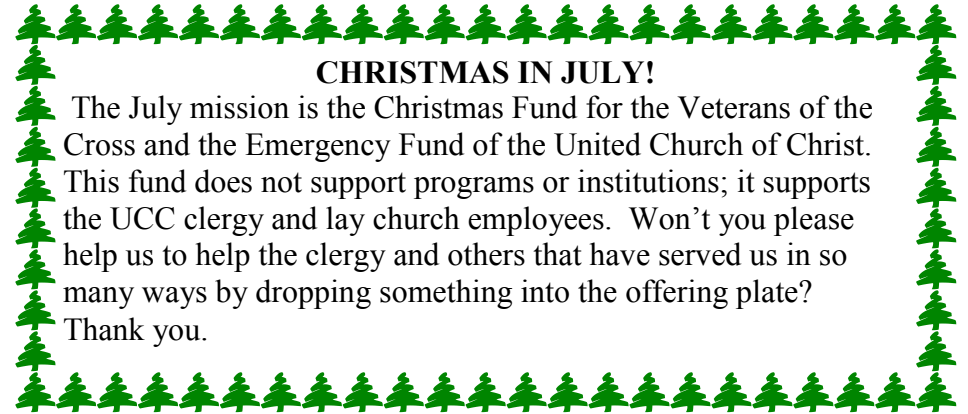 CHRISTMAS IN JULY!
The July mission is the Christmas Fund for the Veterans of the
Cross and the Emergency Fund of the United Church of Christ.
This fund does not support programs or institutions; it supports
the UCC clergy and lay church employees.  Won’t you please
help us to help the clergy and others that have served us in so
many ways by dropping something into the offering plate?
Thank you.